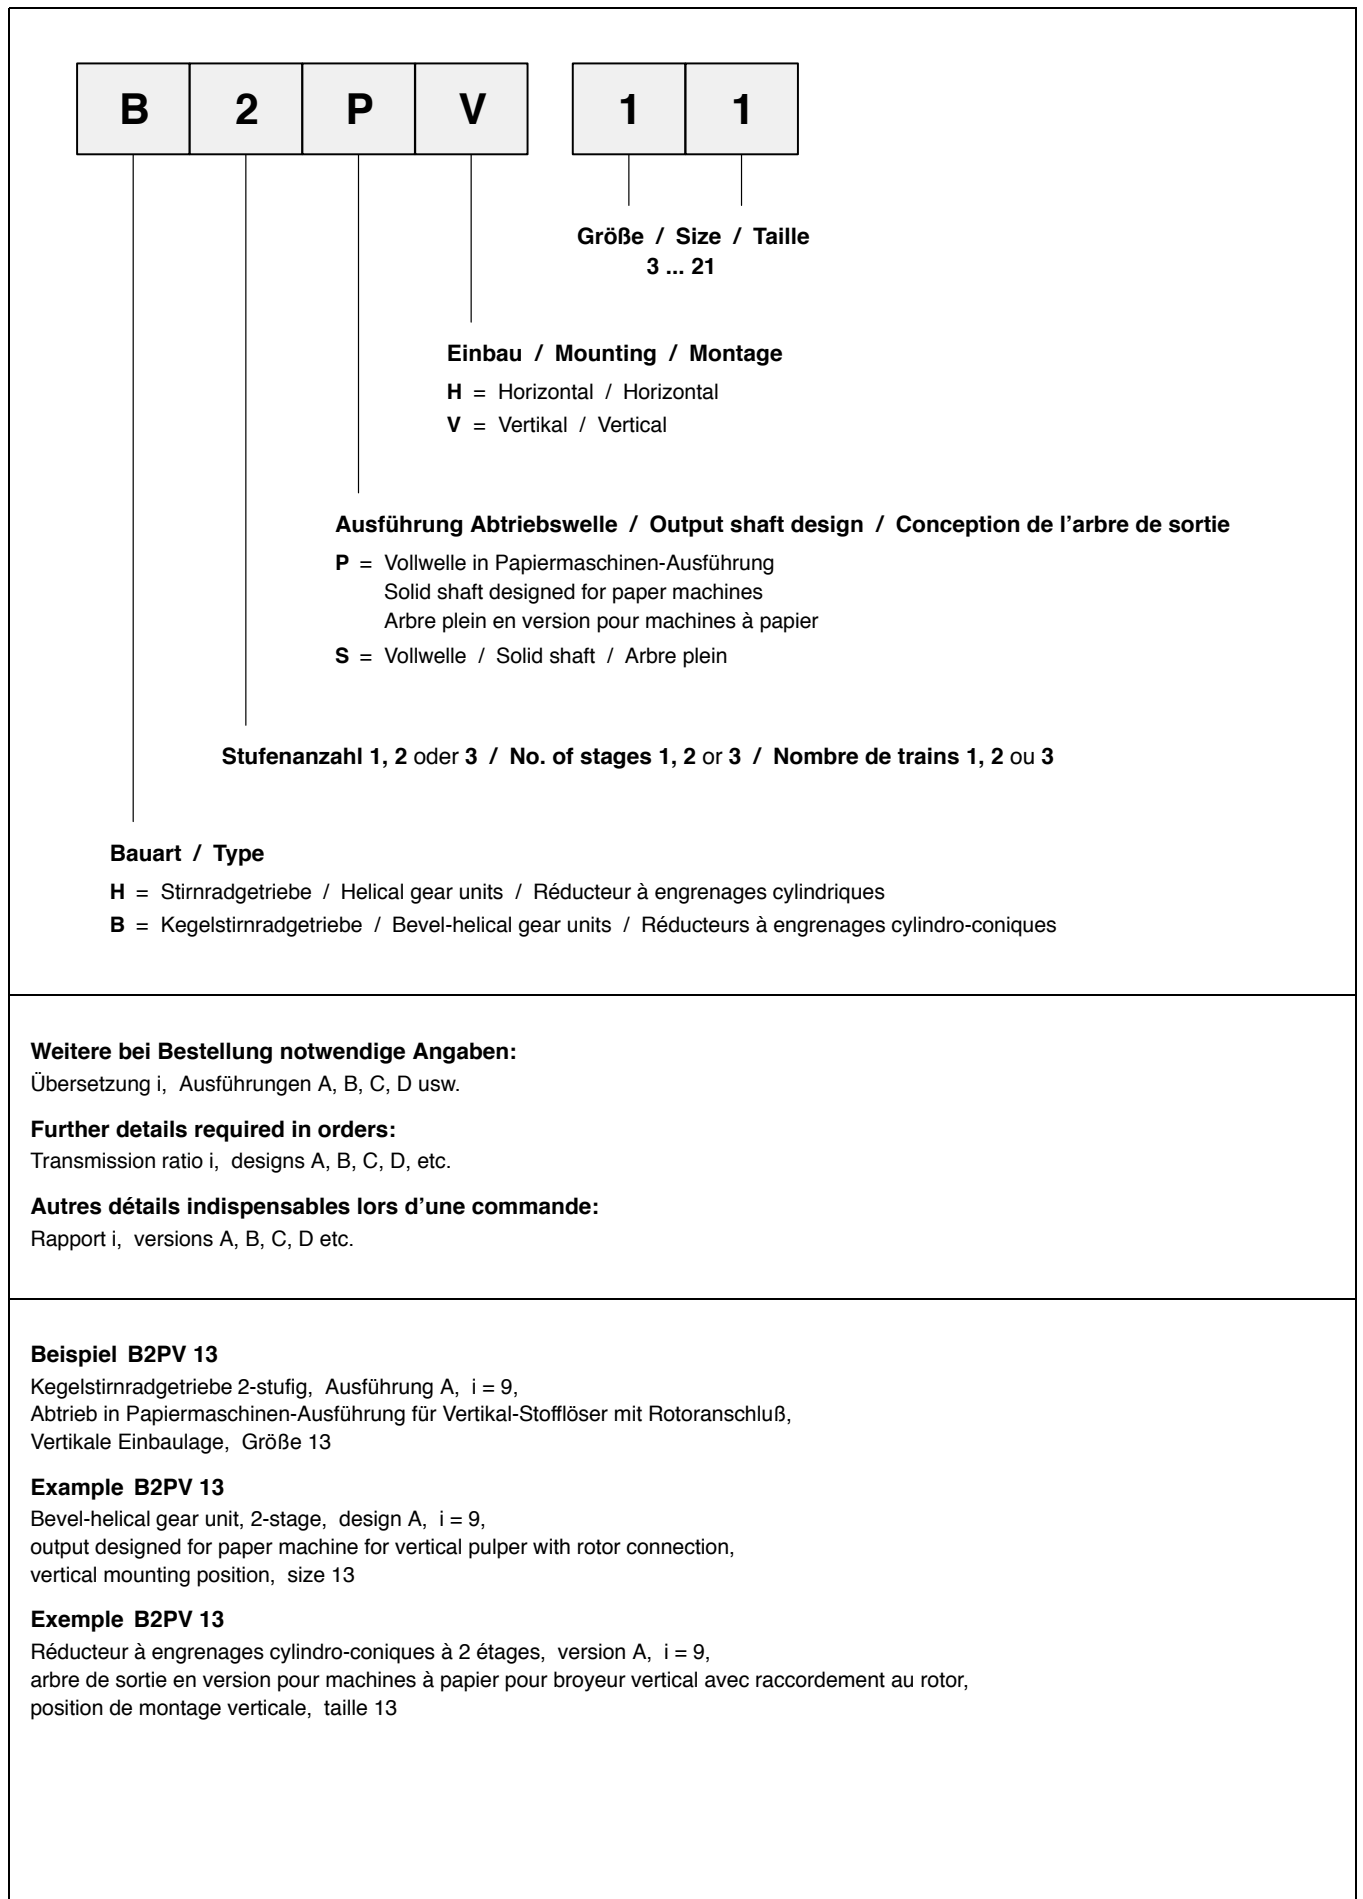 B 2 P V 1 1
Größe / Size / Taille
3 ... 21
Einbau / Mounting / Montage
H = Horizontal / Horizontal
V = Vertikal / Vertical
Ausführung Abtriebswelle / Output shaft design / Conception de l’arbre de sortie
P = Vollwelle in Papiermaschinen-Ausführung
Solid shaft designed for paper machines
Arbre plein en version pour machines à papier
S = Vollwelle / Solid shaft / Arbre plein
Stufenanzahl 1, 2 oder 3 / No. of stages 1, 2 or 3 / Nombre de trains 1, 2 ou 3
Bauart / Type
H = Stirnradgetriebe / Helical gear units / Réducteur à engrenages cylindriques
B = Kegelstirnradgetriebe / Bevel-helical gear units / Réducteurs à engrenages cylindro-coniques
Weitere bei Bestellung notwendige Angaben:
Übersetzung i, Ausführungen A, B, C, D usw.
Further details required in orders:
Transmission ratio i, designs A, B, C, D, etc.
Autres détails indispensables lors d’une commande:
Rapport i, versions A, B, C, D etc.
Beispiel B2PV 13
Kegelstirnradgetriebe 2-stufig, Ausführung A, i = 9,
Abtrieb in Papiermaschinen-Ausführung für Vertikal-Stofflöser mit Rotoranschluß,
Vertikale Einbaulage, Größe 13
Example B2PV 13
Bevel-helical gear unit, 2-stage, design A, i = 9,
output designed for paper machine for vertical pulper with rotor connection,
vertical mounting position, size 13
Exemple B2PV 13
Réducteur à engrenages cylindro-coniques à 2 étages, version A, i = 9,
arbre de sortie en version pour machines à papier pour broyeur vertical avec raccordement au rotor,
position de montage verticale, taille 13